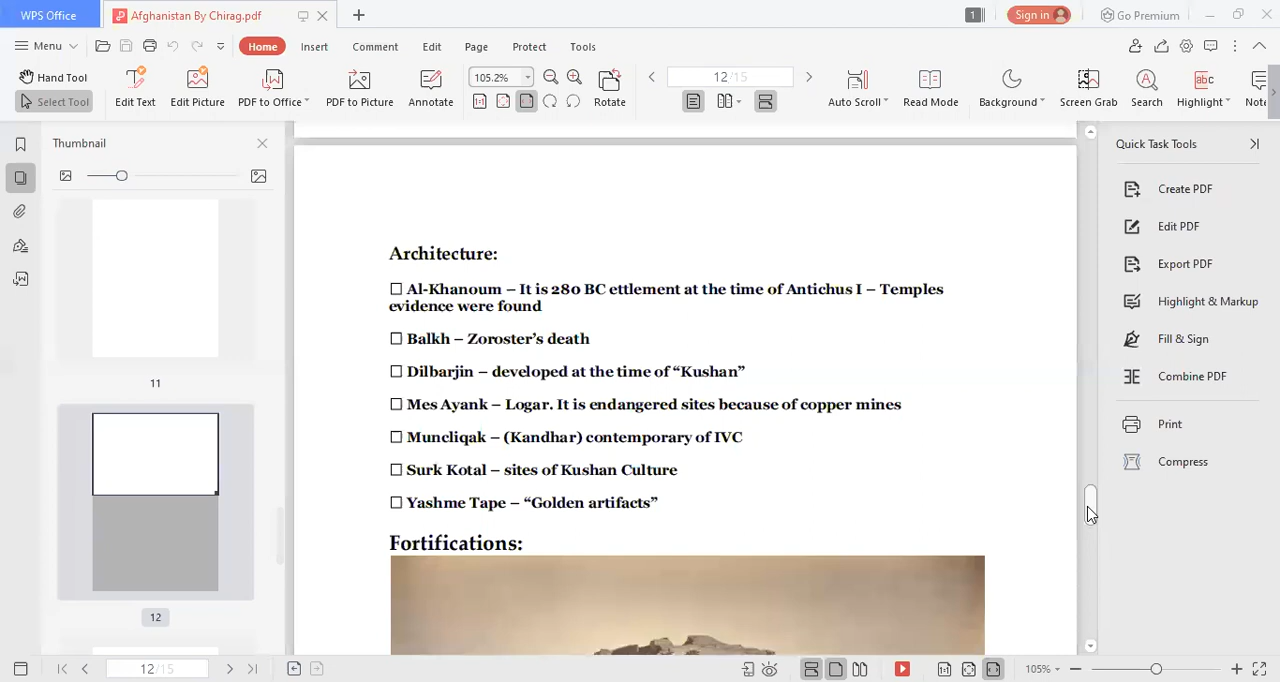 WPS Office
Afghanistan By Chirag.pdf
1
Sign in
Go Premium
Menu
Home
Insert
Comment
Edit
Page
Protect
Tools
Hand Tool
Select Tool
Edit Text
Edit Picture
PDF to Office
PDF to Picture
Annotate
105.2%
Rotate
12/15
Auto Scroll
Read Mode
Background
Screen Grab
Search
Highlight
Note
Thumbnail
11
12
Architecture:
☐ Al-Khanoum – It is 280 BC ettlement at the time of Antichus I – Temples
evidence were found
☐ Balkh – Zoroster's death
☐ Dilbarjin – developed at the time of “Kushan”
☐ Mes Ayank – Logar. It is endangered sites because of copper mines
☐ Muncliqak – (Kandhar) contemporary of IVC
☐ Surk Kotal – sites of Kushan Culture
☐ Yashme Tape – “Golden artifacts”
Fortifications:
Quick Task Tools
Create PDF
Edit PDF
Export PDF
Highlight & Markup
Fill & Sign
Combine PDF
Print
Compress
12/15
105%